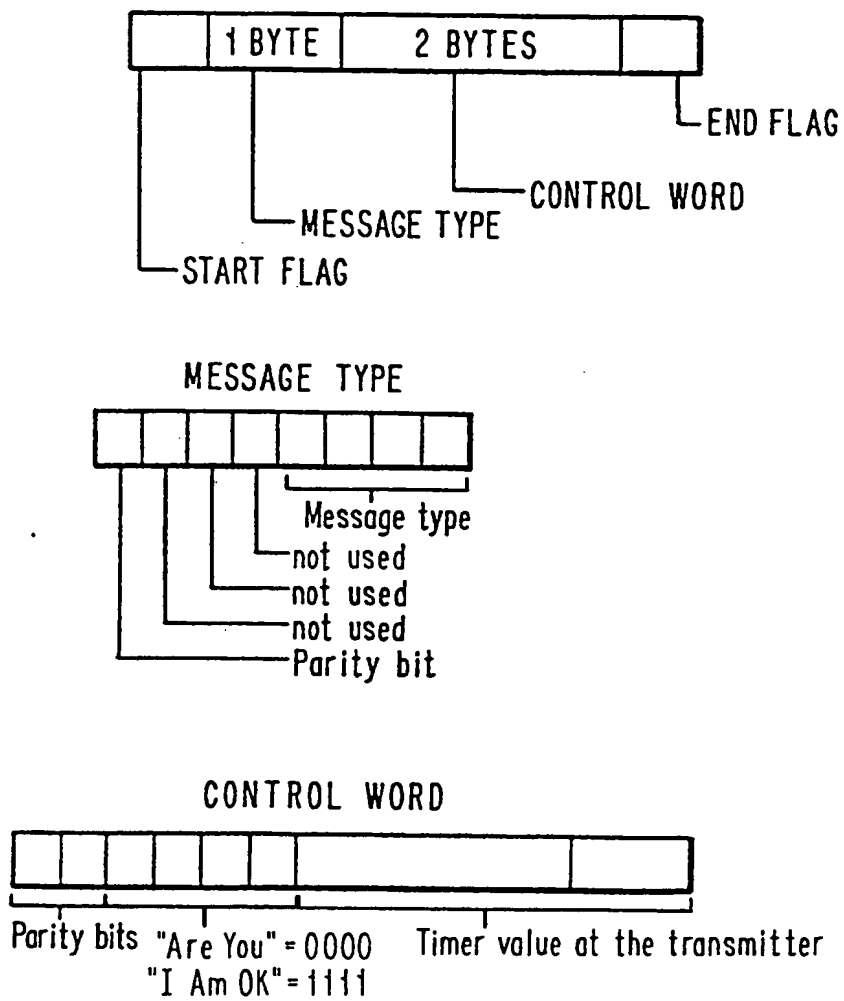 1 BYTE 2 BYTES
END FLAG
CONTROL WORD
MESSAGE TYPE
START FLAG
MESSAGE TYPE
Message type
not used
not used
not used
Parity bit
CONTROL WORD
Parity bits "Are You" = 0000 Timer value at the transmitter
"I Am OK" = 1111